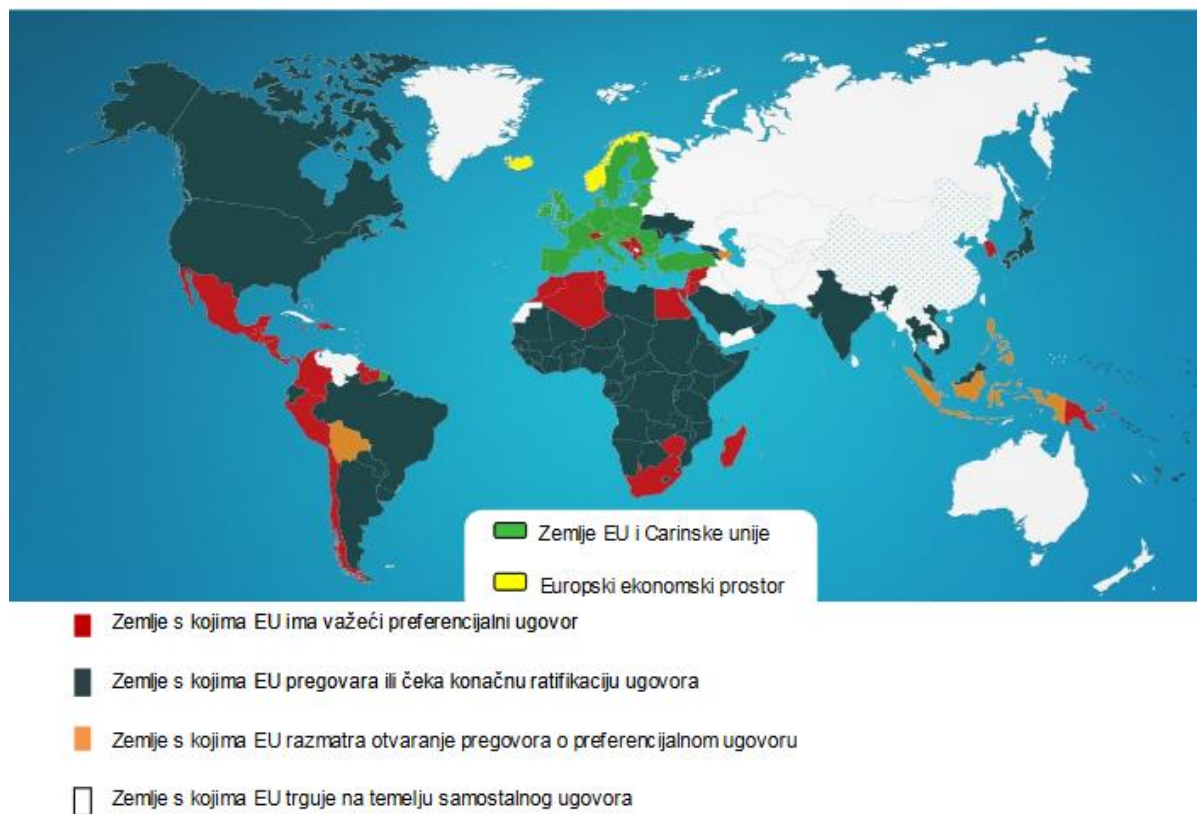 Zemlje EU i Carinske unije
Europski ekonomski prostor
Zemlje s kojima EU ima važeći preferencijalni ugovor
Zemlje s kojima EU pregovara ili čeka konačnu ratifikaciju ugovora
Zemlje s kojima EU razmatra otvaranje pregovora o preferencijalnom ugovoru
Zemlje s kojima EU trguje na temelju samostalnog ugovora